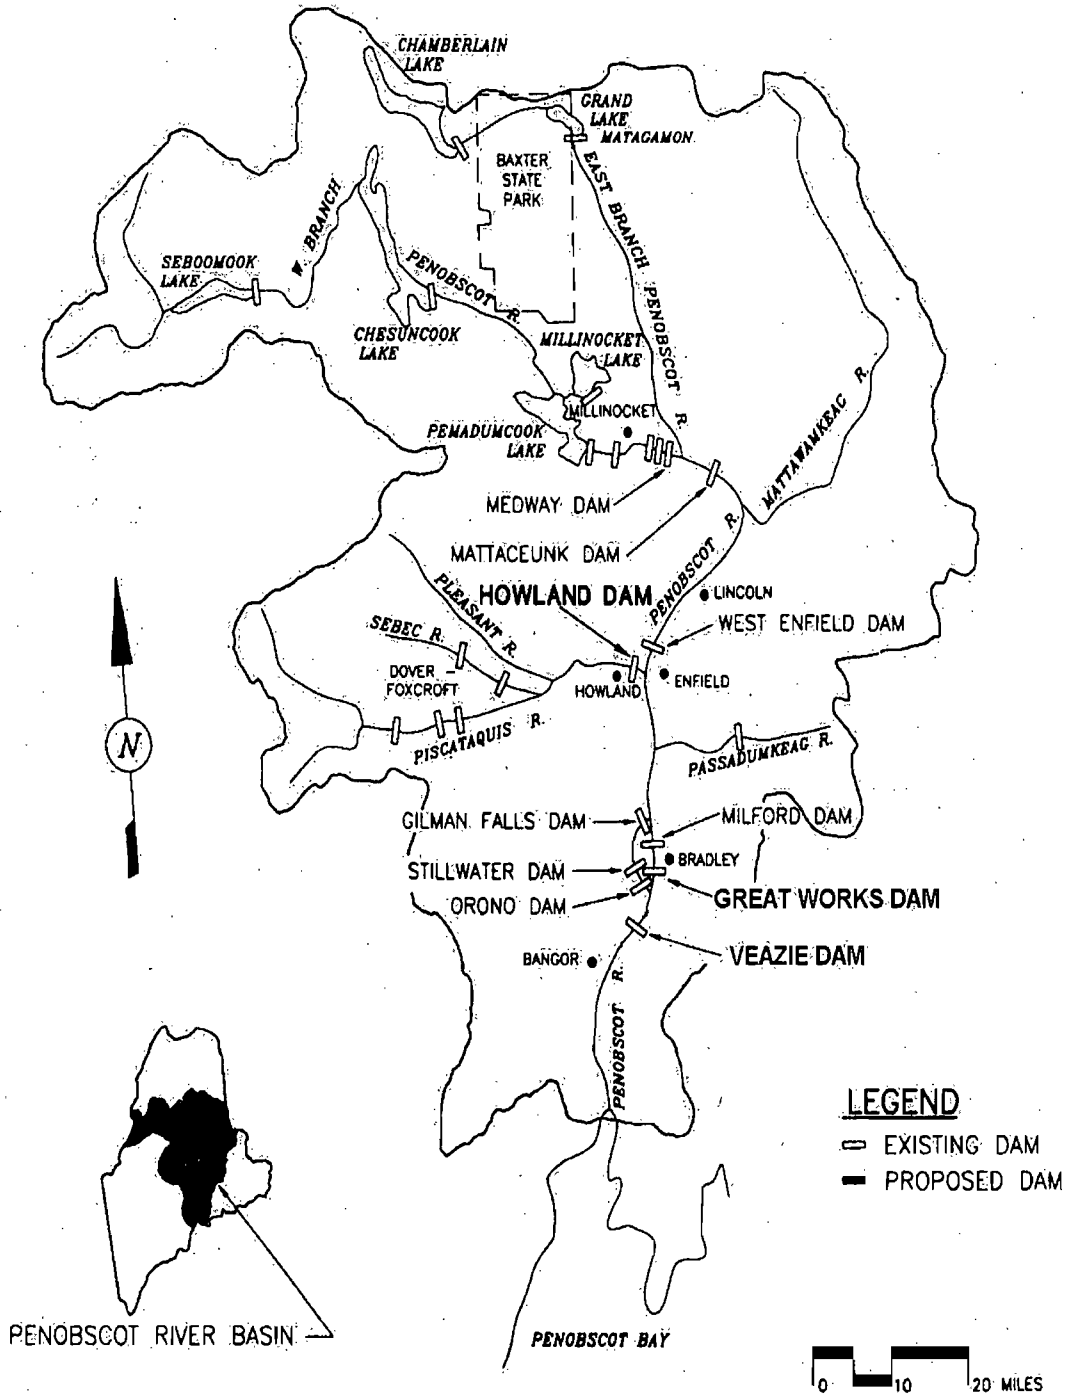 CHAMBERLAIN
LAKE
GRAND
LAKE
MATAGAMON
BAXTER
STATE
PARK
EAST BRANCH PENOBSCOT R.
W. BRANCH
SEBOOMOOK
LAKE
PENOBSCOT R.
CHESUNCOOK
LAKE
MILLINOCKET
LAKE
MILLINOCKET
PEMADUMCOOK
LAKE
MATTAWAMKEAG R.
MEDWAY DAM
MATTACEUNK DAM
PENOBSCOT R.
HOWLAND DAM
LINCOLN
PLEASANT R.
WEST ENFIELD DAM
SEBEC R.
DOVER -
FOXCROFT
HOWLAND
ENFIELD
PISCATAQUIS R.
PASSADUMKEAG R.
N
GILMAN FALLS DAM
MILFORD DAM
STILLWATER DAM
BRADLEY
ORONO DAM
GREAT WORKS DAM
BANGOR
VEAZIE DAM
PENOBSCOT R.
LEGEND
EXISTING DAM
PROPOSED DAM
PENOBSCOT RIVER BASIN
PENOBSCOT BAY
0 10 20 MILES